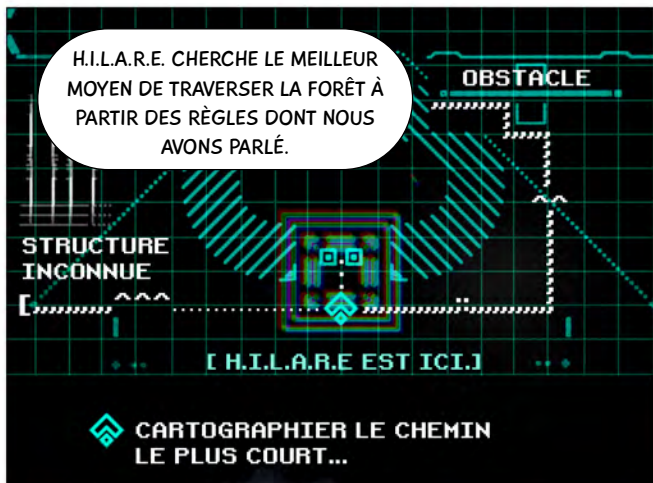 H.I.L.A.R.E. CHERCHE LE MEILLEUR
MOYEN DE TRAVERSER LA FORÊT À
PARTIR DES RÈGLES DONT NOUS
AVONS PARLÉ.
OBSTACLE
STRUCTURE
INCONNUE
[ H.I.L.A.R.E EST ICI.]
CARTOGRAPHIER LE CHEMIN
LE PLUS COURT...